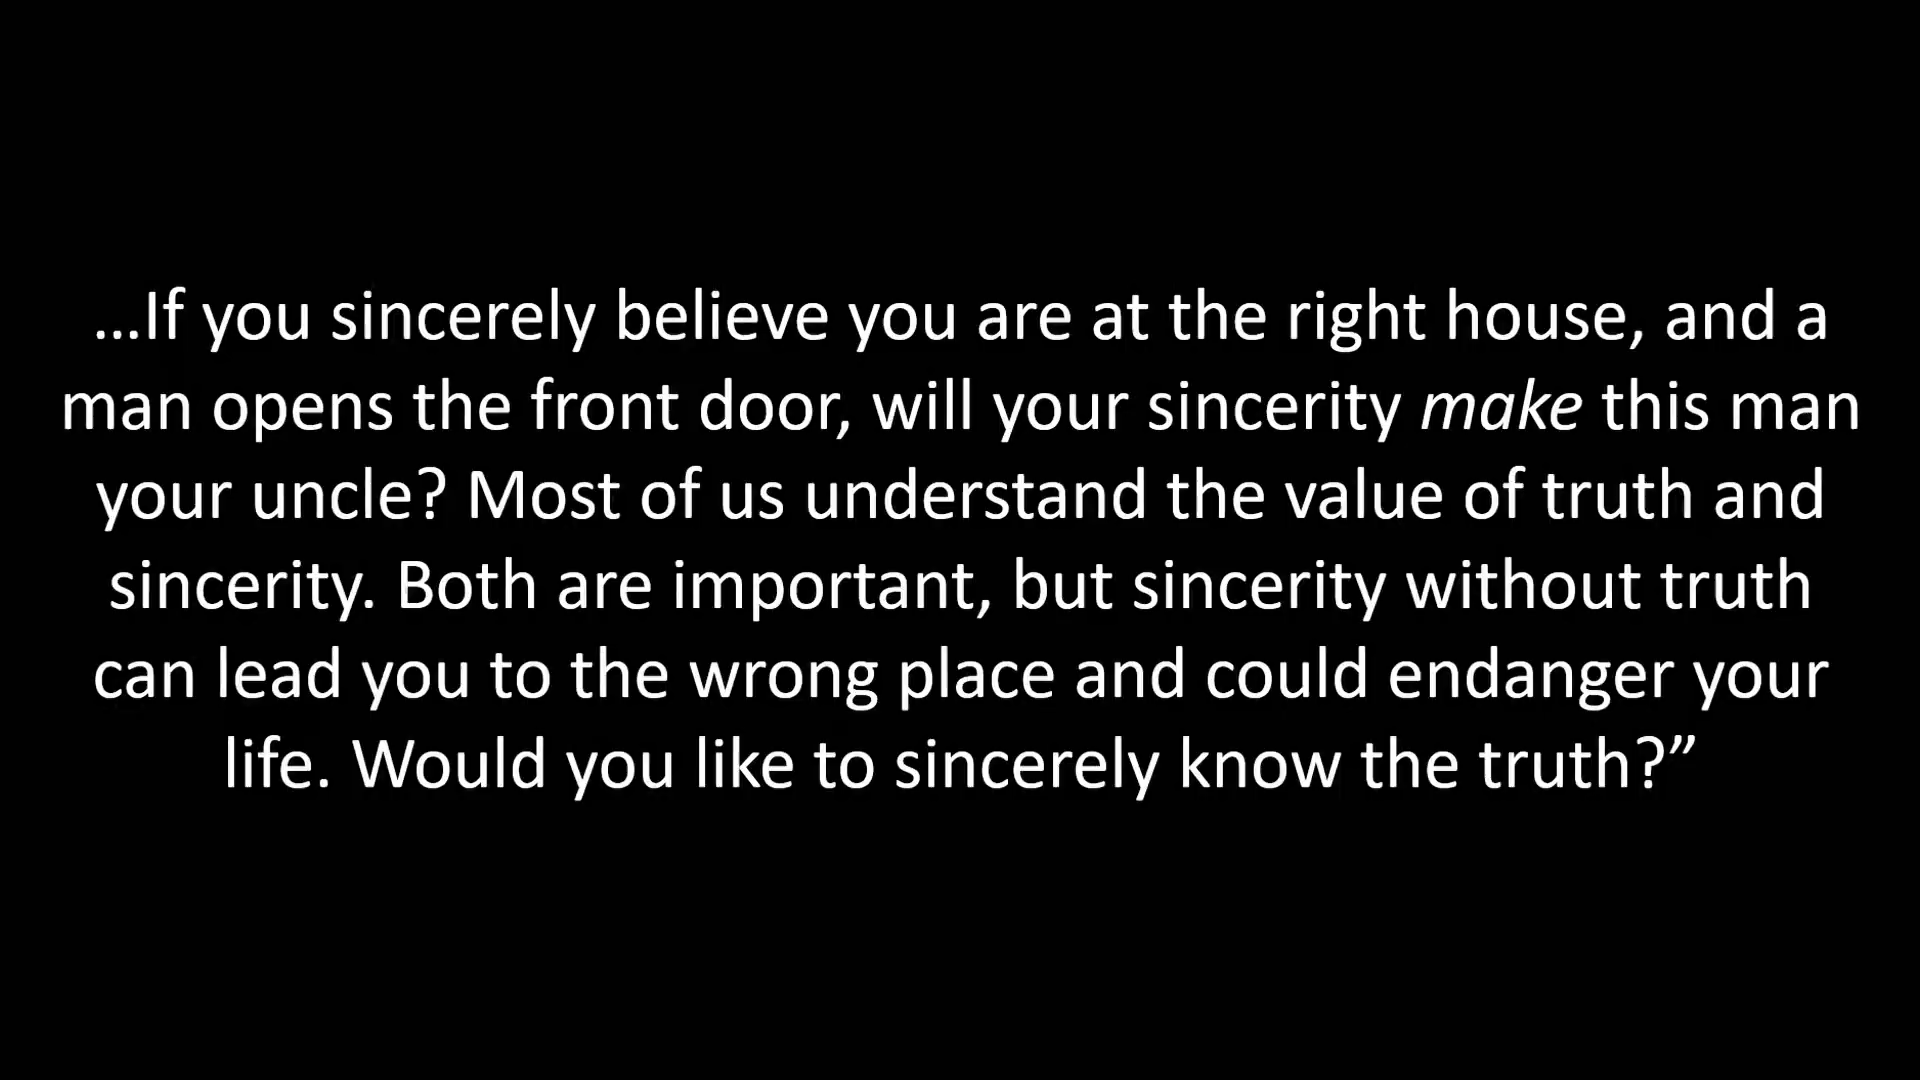 …If you sincerely believe you are at the right house, and a
man opens the front door, will your sincerity make this man
your uncle? Most of us understand the value of truth and
sincerity. Both are important, but sincerity without truth
can lead you to the wrong place and could endanger your
life. Would you like to sincerely know the truth?”